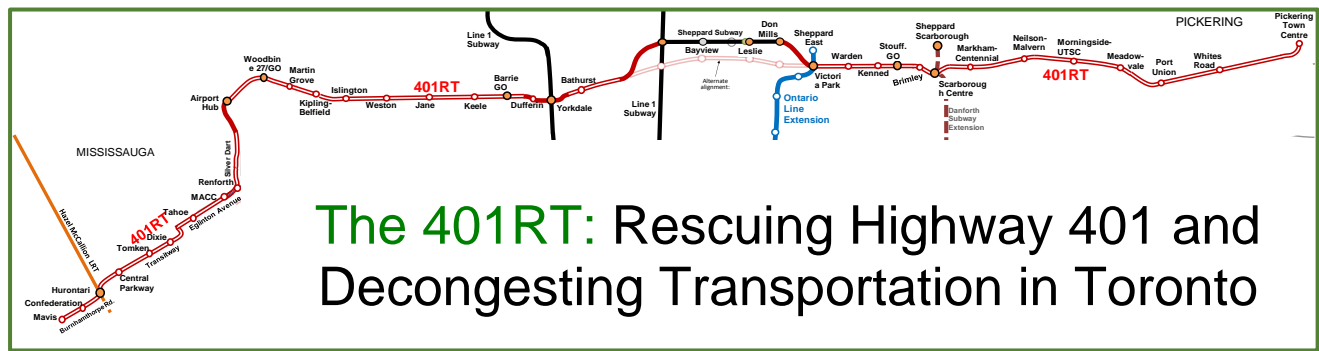 PICKERING
Pickering
Town
Centre
Line 1
Subway
Sheppard Subway
Bayview
Leslie
Don
Mills
Sheppard
East
Alternate
alignment:
Warden
Kenned
Stouff.
GO
Brimley
Sheppard
Scarborough
Markham-
Centennial
Neilson-
Malvern
Morningside-
UTSC
401RT
Meadow-
vale
Port
Union
Whites
Road
Victori
a Park
Scarboroug
h Centre
Ontario
Line
Extension
Danforth
Subway
Extension
Line 1
Subway
Woodbin
e 27/GO
Martin
Grove
Kipling-
Belfield
Islington
Weston
401RT
Jane
Keele
Barrie
GO
Dufferin
Yorkdale
Bathurst
Airport
Hub
MISSISSAUGA
Silver Dart
Renforth
MACC
Eglinton Avenue
Tahoe
401RT
Dixie
Tomken
Transitway
Central
Parkway
Hazel McCallion LRT
Hurontari
Confederation
Mavis
Burnhamthorpe Rd.
The 401RT: Rescuing Highway 401 and
Decongesting Transportation in Toronto